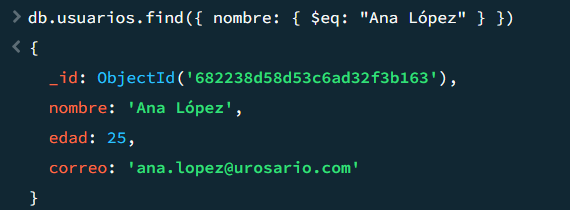 > db.usuarios.find({ nombre: { $eq: "Ana López" } })
< {
_id: ObjectId('682238d58d53c6ad32f3b163'),
nombre: 'Ana López',
edad: 25,
correo: 'ana.lopez@urosario.com'
}